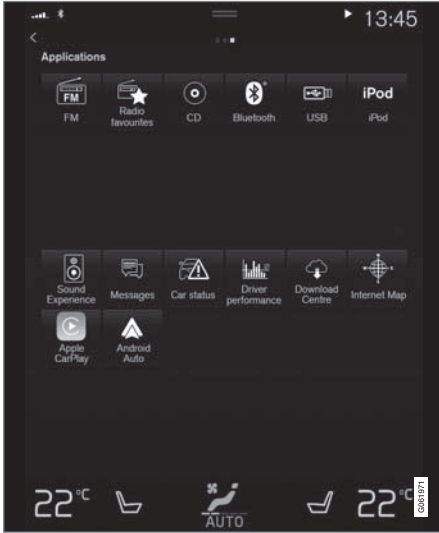 13:45
Applications
FM
FM
Radio favourites
CD
Bluetooth
USB
iPod
iPod
Sound Experience
Messages
Car status
Driver performance
Download Centre
Internet Map
Apple CarPlay
Android Auto
22°C
AUTO
22°C
G061971